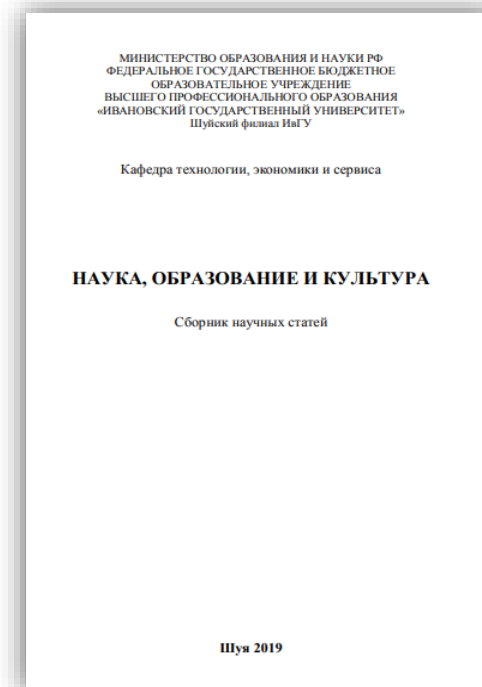 МИНИСТЕРСТВО ОБРАЗОВАНИЯ И НАУКИ РФ
ФЕДЕРАЛЬНОЕ ГОСУДАРСТВЕННОЕ БЮДЖЕТНОЕ
ОБРАЗОВАТЕЛЬНОЕ УЧРЕЖДЕНИЕ
ВЫСШЕГО ПРОФЕССИОНАЛЬНОГО ОБРАЗОВАНИЯ
«ИВАНОВСКИЙ ГОСУДАРСТВЕННЫЙ УНИВЕРСИТЕТ»
Шуйский филиал ИвГУ
Кафедра технологии, экономики и сервиса
НАУКА, ОБРАЗОВАНИЕ И КУЛЬТУРА
Сборник научных статей
Шуя 2019